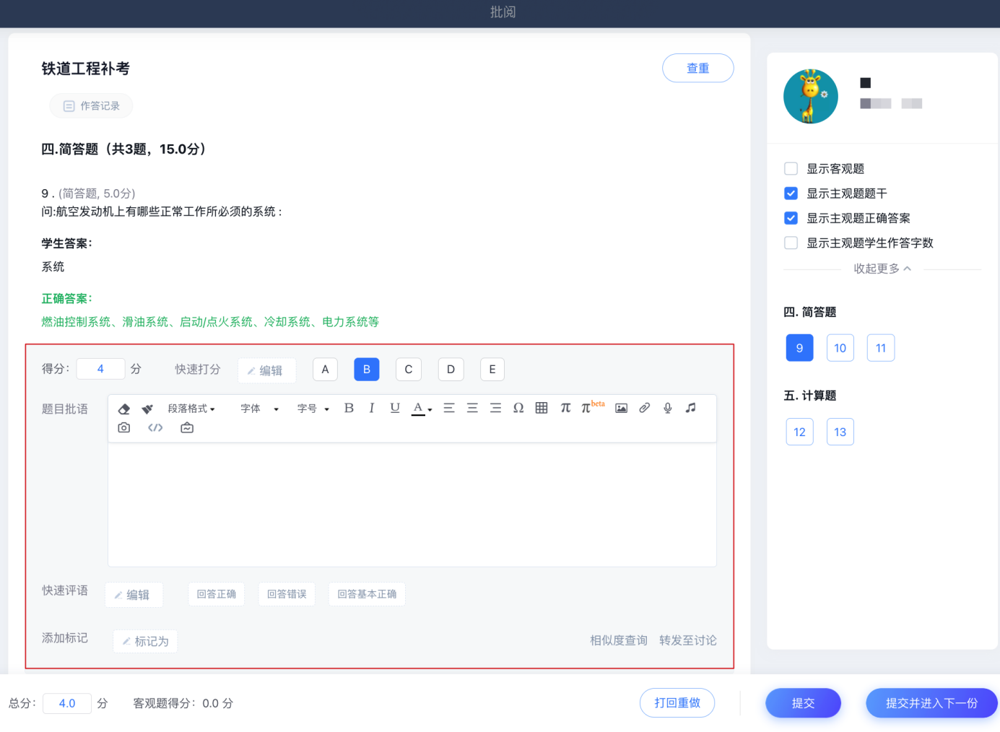 批阅
铁道工程补考
查重
作答记录
四.简答题（共3题，15.0分）
9 . (简答题, 5.0分)
问:航空发动机上有哪些正常工作所必须的系统：
学生答案：
系统
正确答案：
燃油控制系统、滑油系统、启动/点火系统、冷却系统、电力系统等
得分： 4 分 快速打分 编辑 A B C D E
题目批语
段落格式 字体 字号 B I U A Ω π π beta
快速评语 编辑 回答正确 回答错误 回答基本正确
添加标记 标记为 相似度查询 转发至讨论
显示客观题
显示主观题题干
显示主观题正确答案
显示主观题学生作答字数
收起更多
四. 简答题
9 10 11
五. 计算题
12 13
总分： 4.0 分 客观题得分：0.0 分 打回重做 提交 提交并进入下一份